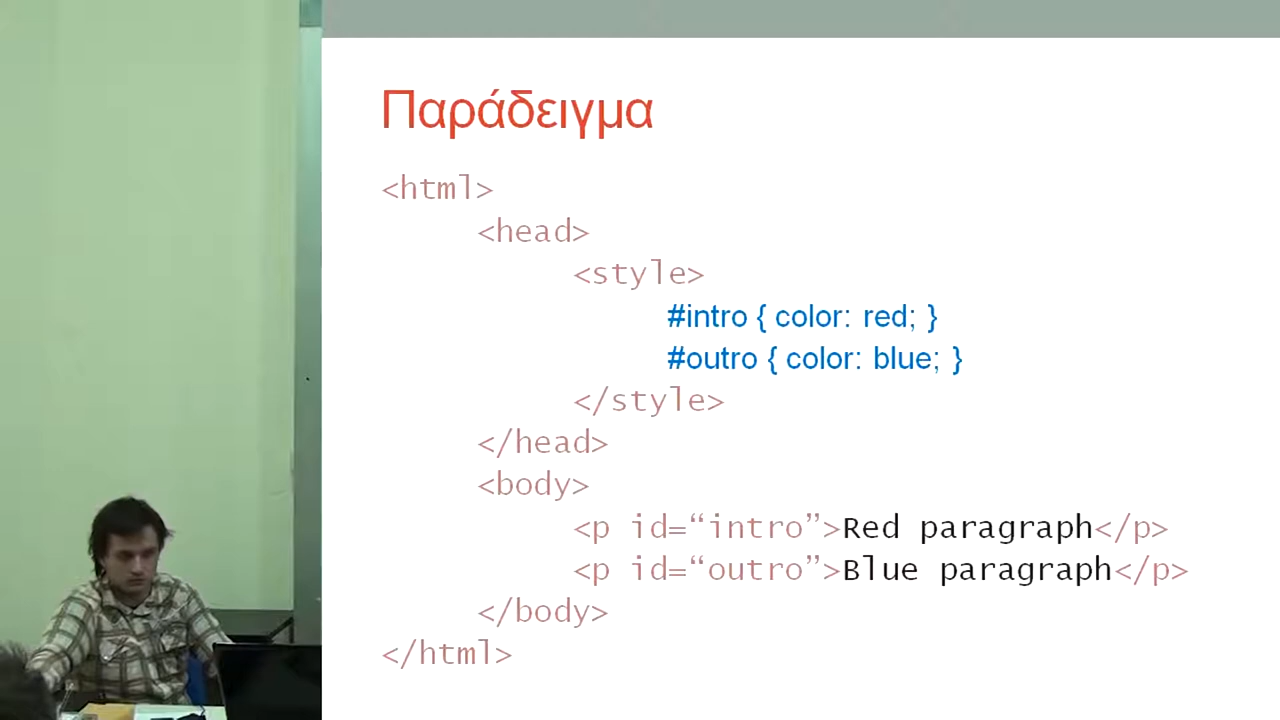 Παράδειγμα
<html>
<head>
<style>
#intro { color: red; }
#outro { color: blue; }
</style>
</head>
<body>
<p id=“intro”>Red paragraph</p>
<p id=“outro”>Blue paragraph</p>
</body>
</html>